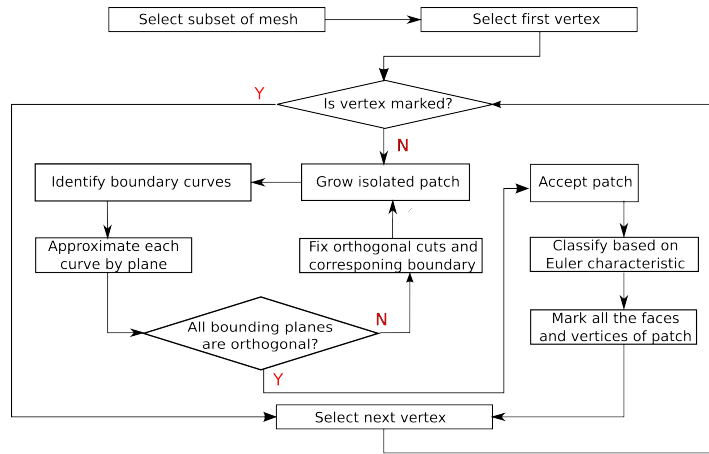 Select subset of mesh
Select first vertex
Y
Is vertex marked?
N
Identify boundary curves
Grow isolated patch
Accept patch
Approximate each
curve by plane
Fix orthogonal cuts and
corresponing boundary
Classify based on
Euler characteristic
All bounding planes
are orthogonal?
N
Mark all the faces
and vertices of patch
Y
Select next vertex